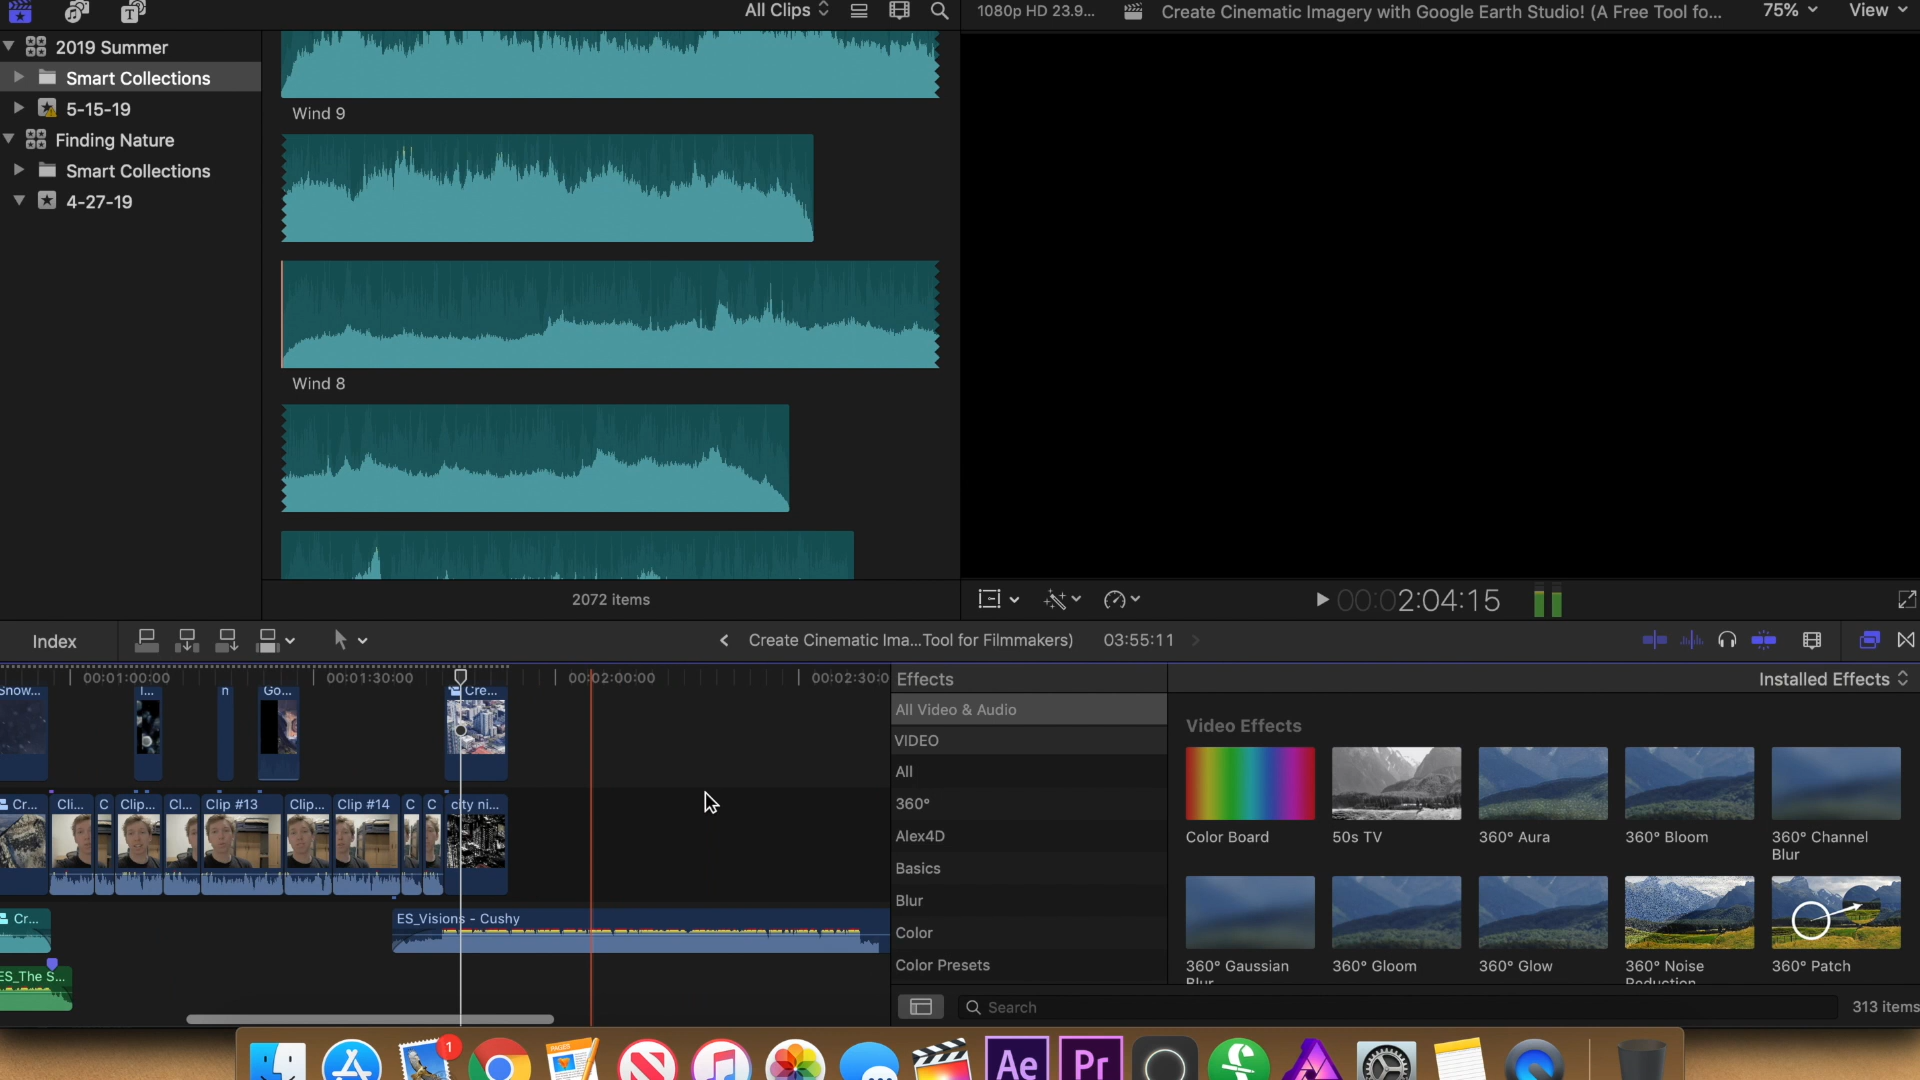 All Clips
1080p HD 23.9...
Create Cinematic Imagery with Google Earth Studio! (A Free Tool fo...
75%
View
2019 Summer
Smart Collections
5-15-19
Finding Nature
Smart Collections
4-27-19
Wind 9
Wind 8
2072 items
00:02:04:15
Index
Create Cinematic Ima...Tool for Filmmakers)
03:55:11
00:01:00:00
00:01:30:00
00:02:00:00
00:02:30:0
Snow...
I...
n
Go...
Cre...
Cr...
Cli...
C
Clip...
Cl...
Clip #13
Clip...
Clip #14
C
C
city ni...
Cr...
ES_Visions - Cushy
ES_The S...
Effects
Installed Effects
All Video & Audio
VIDEO
All
360°
Alex4D
Basics
Blur
Color
Color Presets
Video Effects
Color Board
50s TV
360° Aura
360° Bloom
360° Channel
Blur
360° Gaussian
Blur
360° Gloom
360° Glow
360° Noise
Reduction
360° Patch
Search
313 items
1
PAGES
Ae
Pr